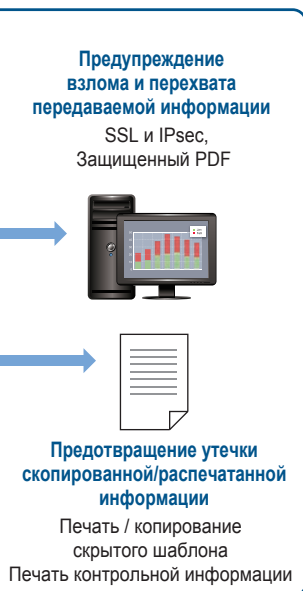 Предупреждение
взлома и перехвата
передаваемой информации
SSL и IPsec,
Защищенный PDF
Предотвращение утечки
скопированной/распечатанной
информации
Печать / копирование
скрытого шаблона
Печать контрольной информации